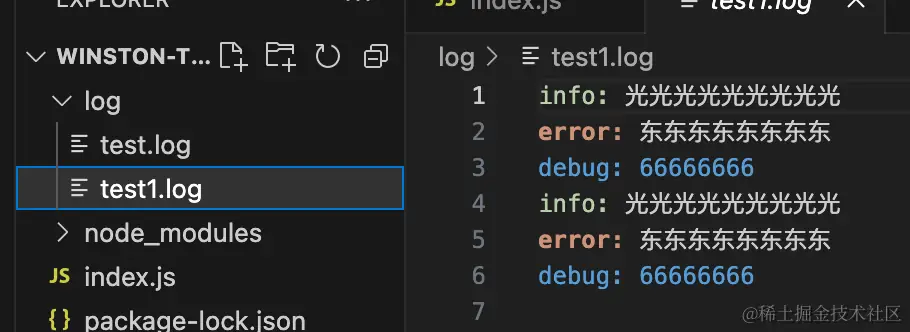 EXPLORER
index.js
test1.log
WINSTON-T...
log
test.log
test1.log
node_modules
index.js
package-lock.json
log > test1.log
1 info: 光光光光光光光光光
2 error: 东东东东东东东东
3 debug: 66666666
4 info: 光光光光光光光光光
5 error: 东东东东东东东东
6 debug: 66666666
7
@稀土掘金技术社区